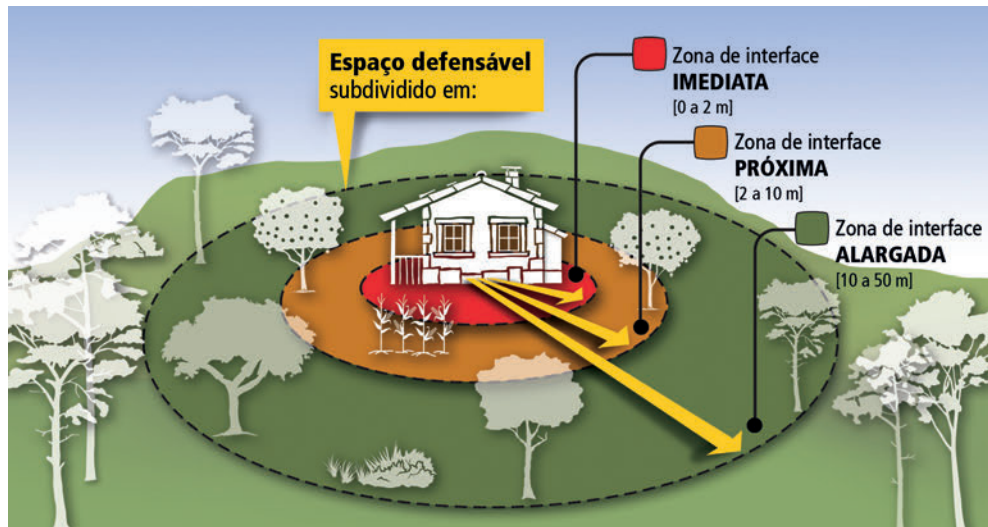 Espaço defensável
subdividido em:
Zona de interface
IMEDIATA
[0 a 2 m]
Zona de interface
PRÓXIMA
[2 a 10 m]
Zona de interface
ALARGADA
[10 a 50 m]